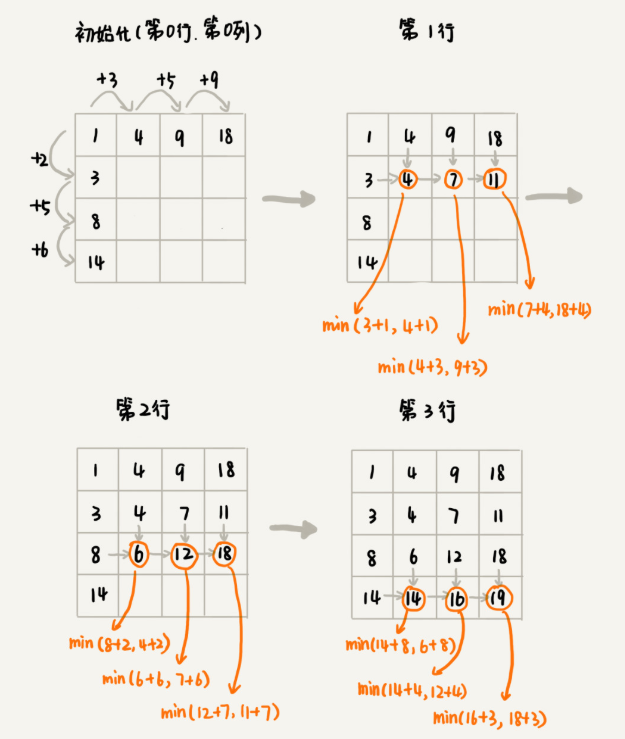 初始化(第0行.第0列)
+3 +5 +9
1 4 9 18
+2
3
+5
8
+6
14
第1行
1 4 9 18
3 4 7 11
8
14
min(3+1, 4+1)
min(7+4, 18+4)
min(4+3, 9+3)
第2行
1 4 9 18
3 4 7 11
8 6 12 18
14
min(8+2, 4+2)
min(6+6, 7+6)
min(12+7, 11+7)
第3行
1 4 9 18
3 4 7 11
8 6 12 18
14 14 16 19
min(14+8, 6+8)
min(14+4, 12+4)
min(16+3, 18+3)